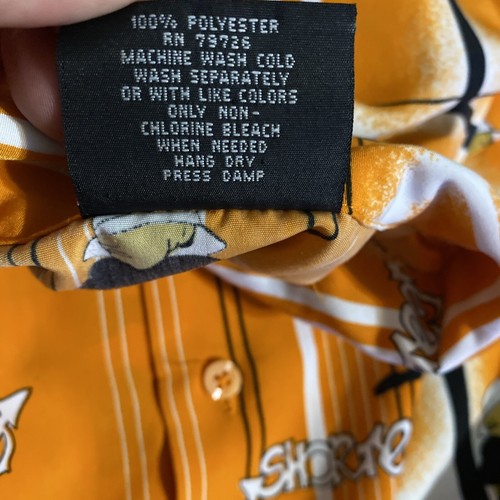 100% POLYESTER
RN 79726
MACHINE WASH COLD
WASH SEPARATELY
OR WITH LIKE COLORS
ONLY NON-
CHLORINE BLEACH
WHEN NEEDED
HANG DRY
PRESS DAMP